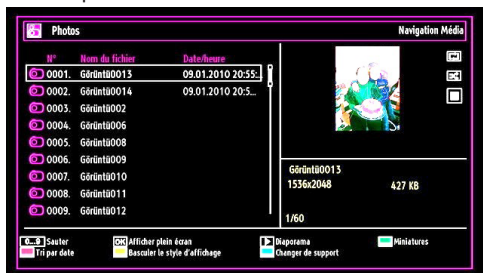 Photos Navigation Média
N° Nom du fichier Date/heure
0001. Görüntü0013 09.01.2010 20:55:..
0002. Görüntü0014 09.01.2010 20:5...
0003. Görüntü002
0004. Görüntü006
0005. Görüntü008
0006. Görüntü009
0007. Görüntü010
0008. Görüntü011
0009. Görüntü012
Görüntü0013
1536x2048 427 KB
1/60
0...9 Sauter OK Afficher plein écran Diaporama Miniatures
Tri par date Basculer le style d'affichage Changer de support